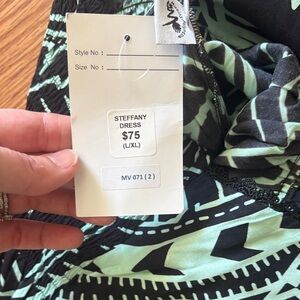 Style No :
Size No :
STEFFANY
DRESS
$75
(L/XL)
MV 071 ( 2 )